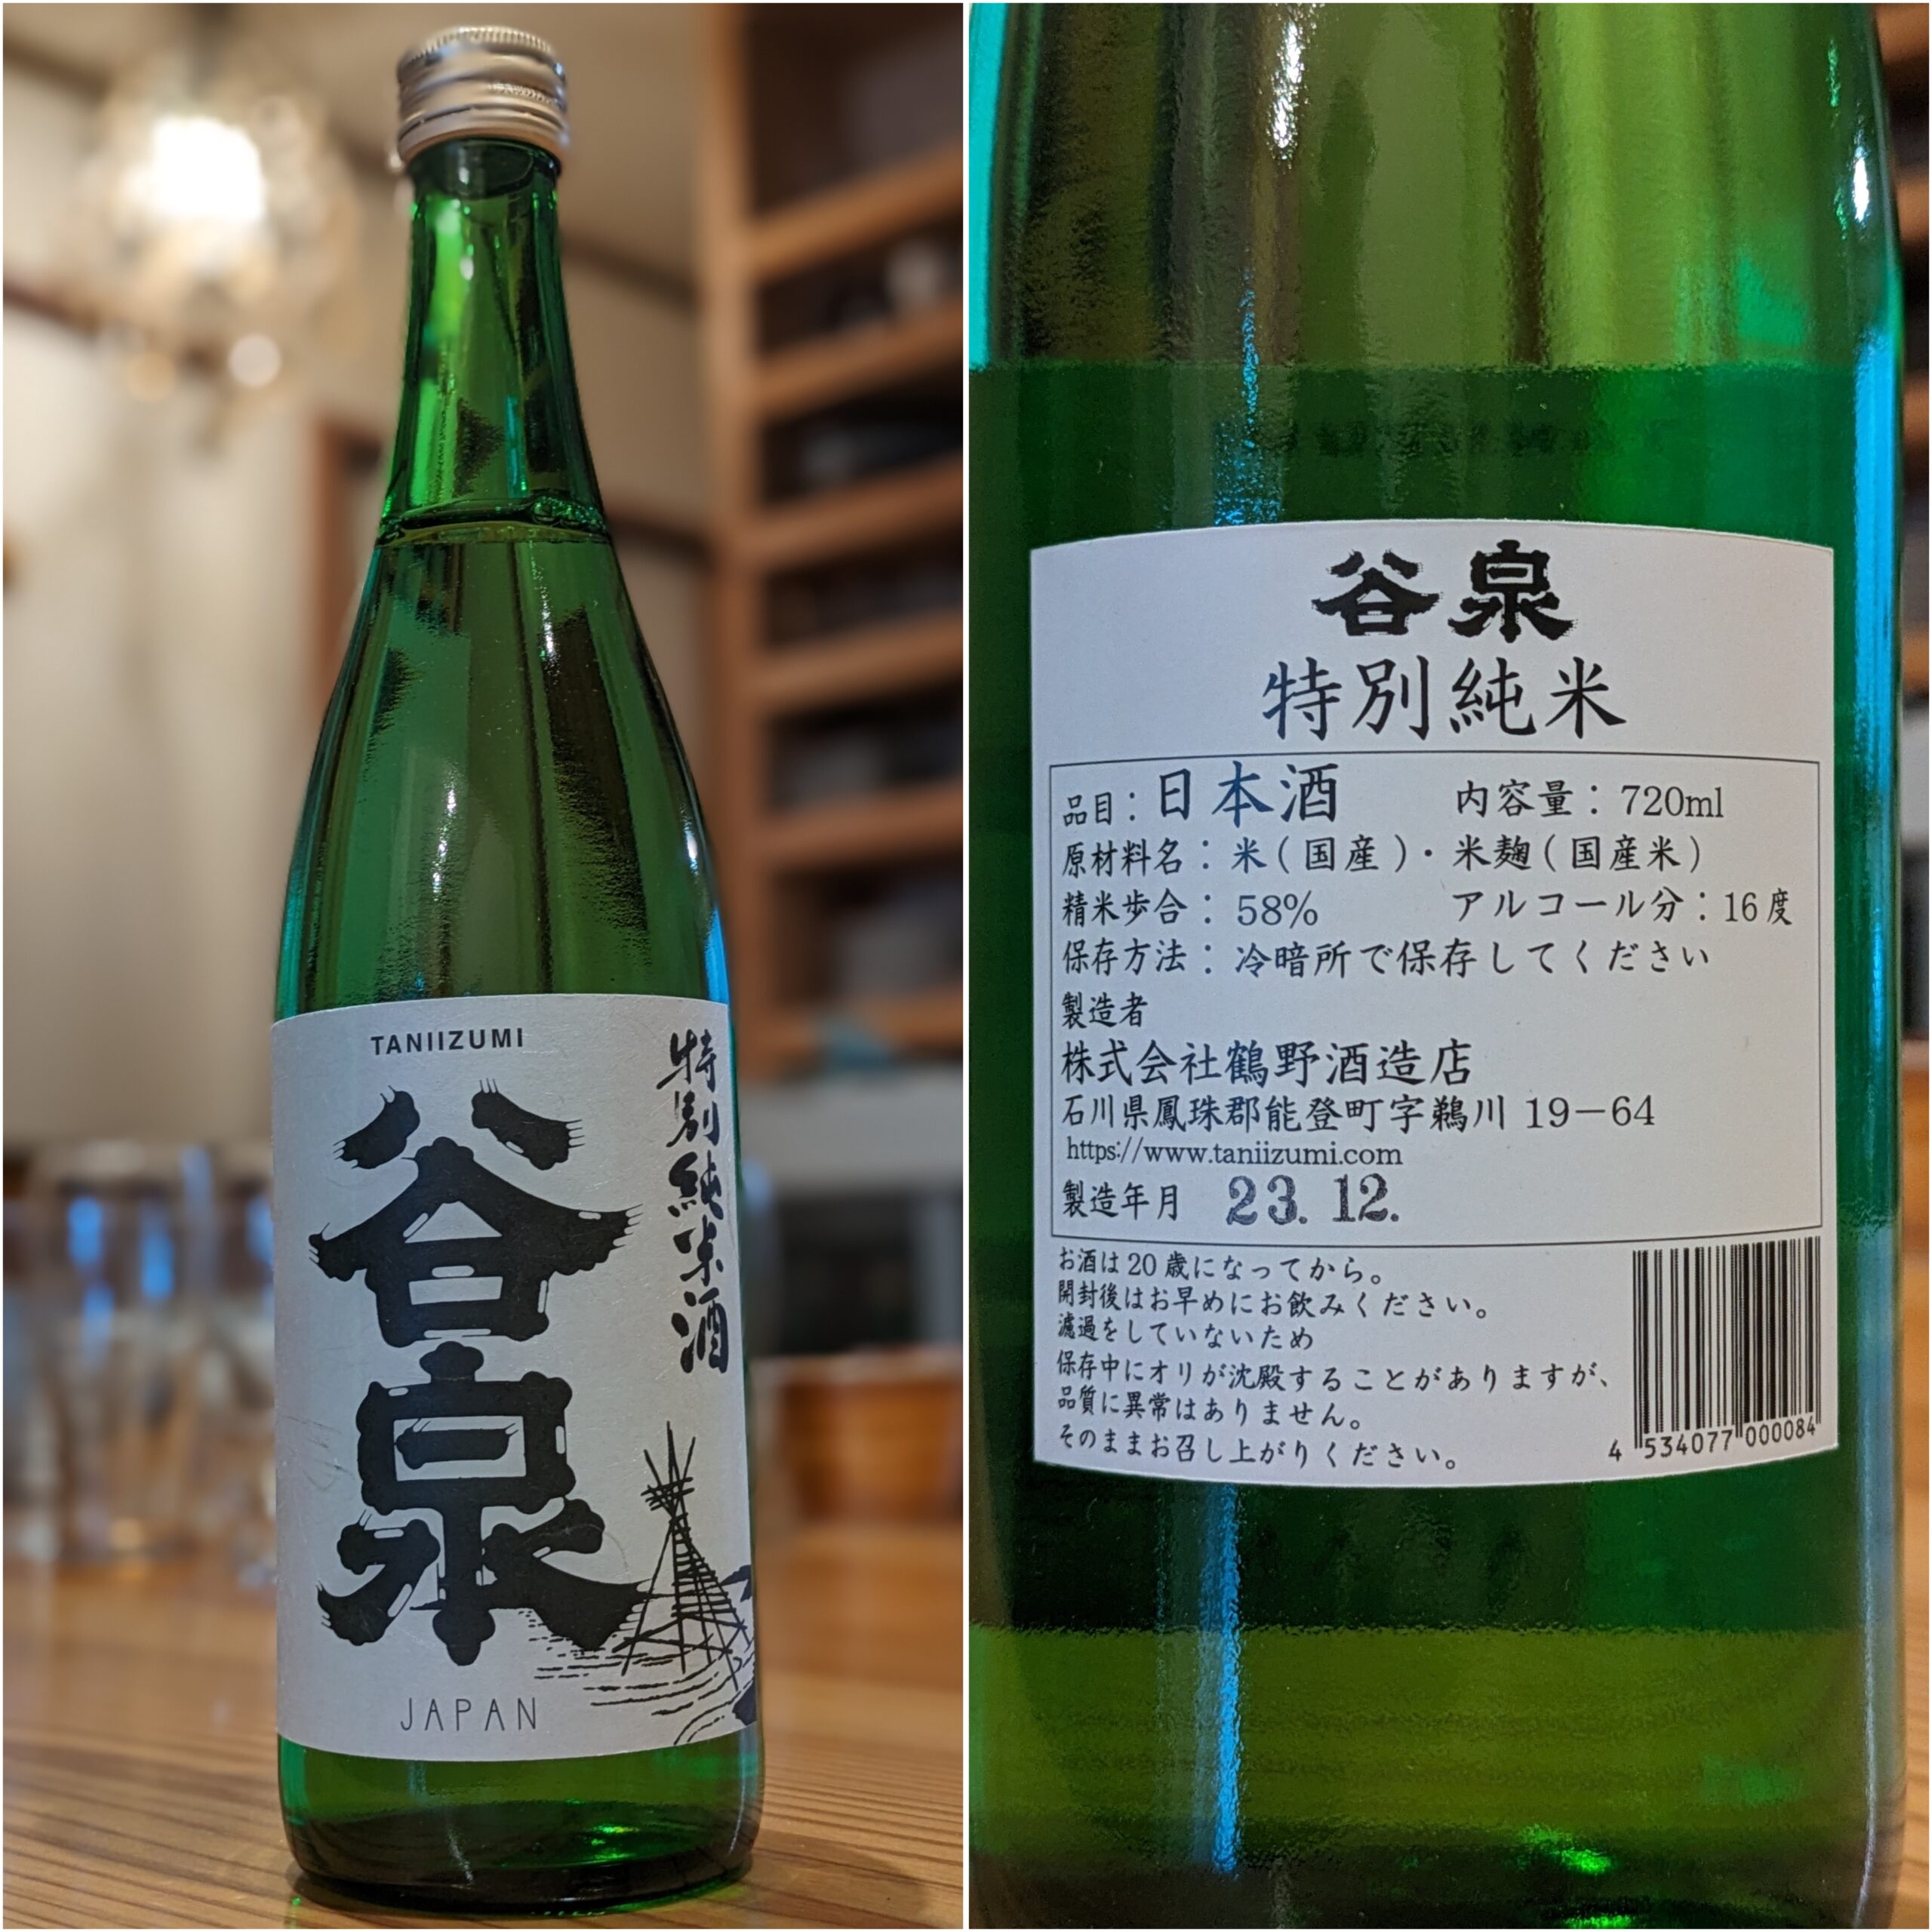 TANIIZUMI
特別純米酒
谷泉
JAPAN
谷泉
特別純米
品目：日本酒 内容量：720ml
原材料名：米(国産)・米麹(国産米)
精米歩合：58% アルコール分：16度
保存方法：冷暗所で保存してください
製造者
株式会社鶴野酒造店
石川県鳳珠郡能登町字鵜川 19-64
https://www.taniizumi.com
製造年月 23.12.
お酒は20歳になってから。
開封後はお早めにお飲みください。
濾過をしていないため
保存中にオリが沈殿することがありますが、
品質に異常はありません。
そのままお召し上がりください。
4 534077 000084